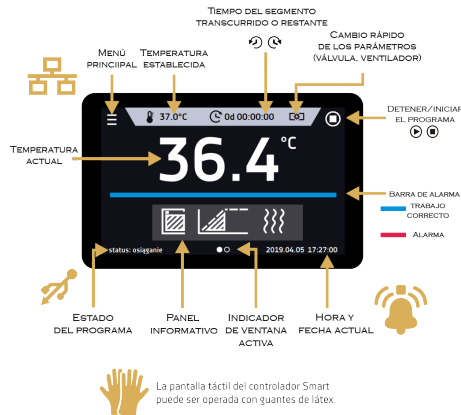 TIEMPO DEL SEGMENTO
TRANSCURRIDO O RESTANTE
CAMBIO RÁPIDO
DE LOS PARÁMETROS
(VÁLVULA, VENTILADOR)
MENÚ
PRINCIIPAL
TEMPERATURA
ESTABLECIDA
DETENER/INICIAR
EL PROGRAMA
37.0°C
0d 00:00:00
TEMPERATURA
ACTUAL
36.4°C
BARRA DE ALARMA
TRABAJO
CORRECTO
ALARMA
status: osiąganie
2019.04.05 17:27:00
ESTADO
DEL PROGRAMA
PANEL
INFORMATIVO
INDICADOR
DE VENTANA
ACTIVA
HORA Y
FECHA ACTUAL
La pantalla táctil del controlador Smart
puede ser operada con guantes de látex.